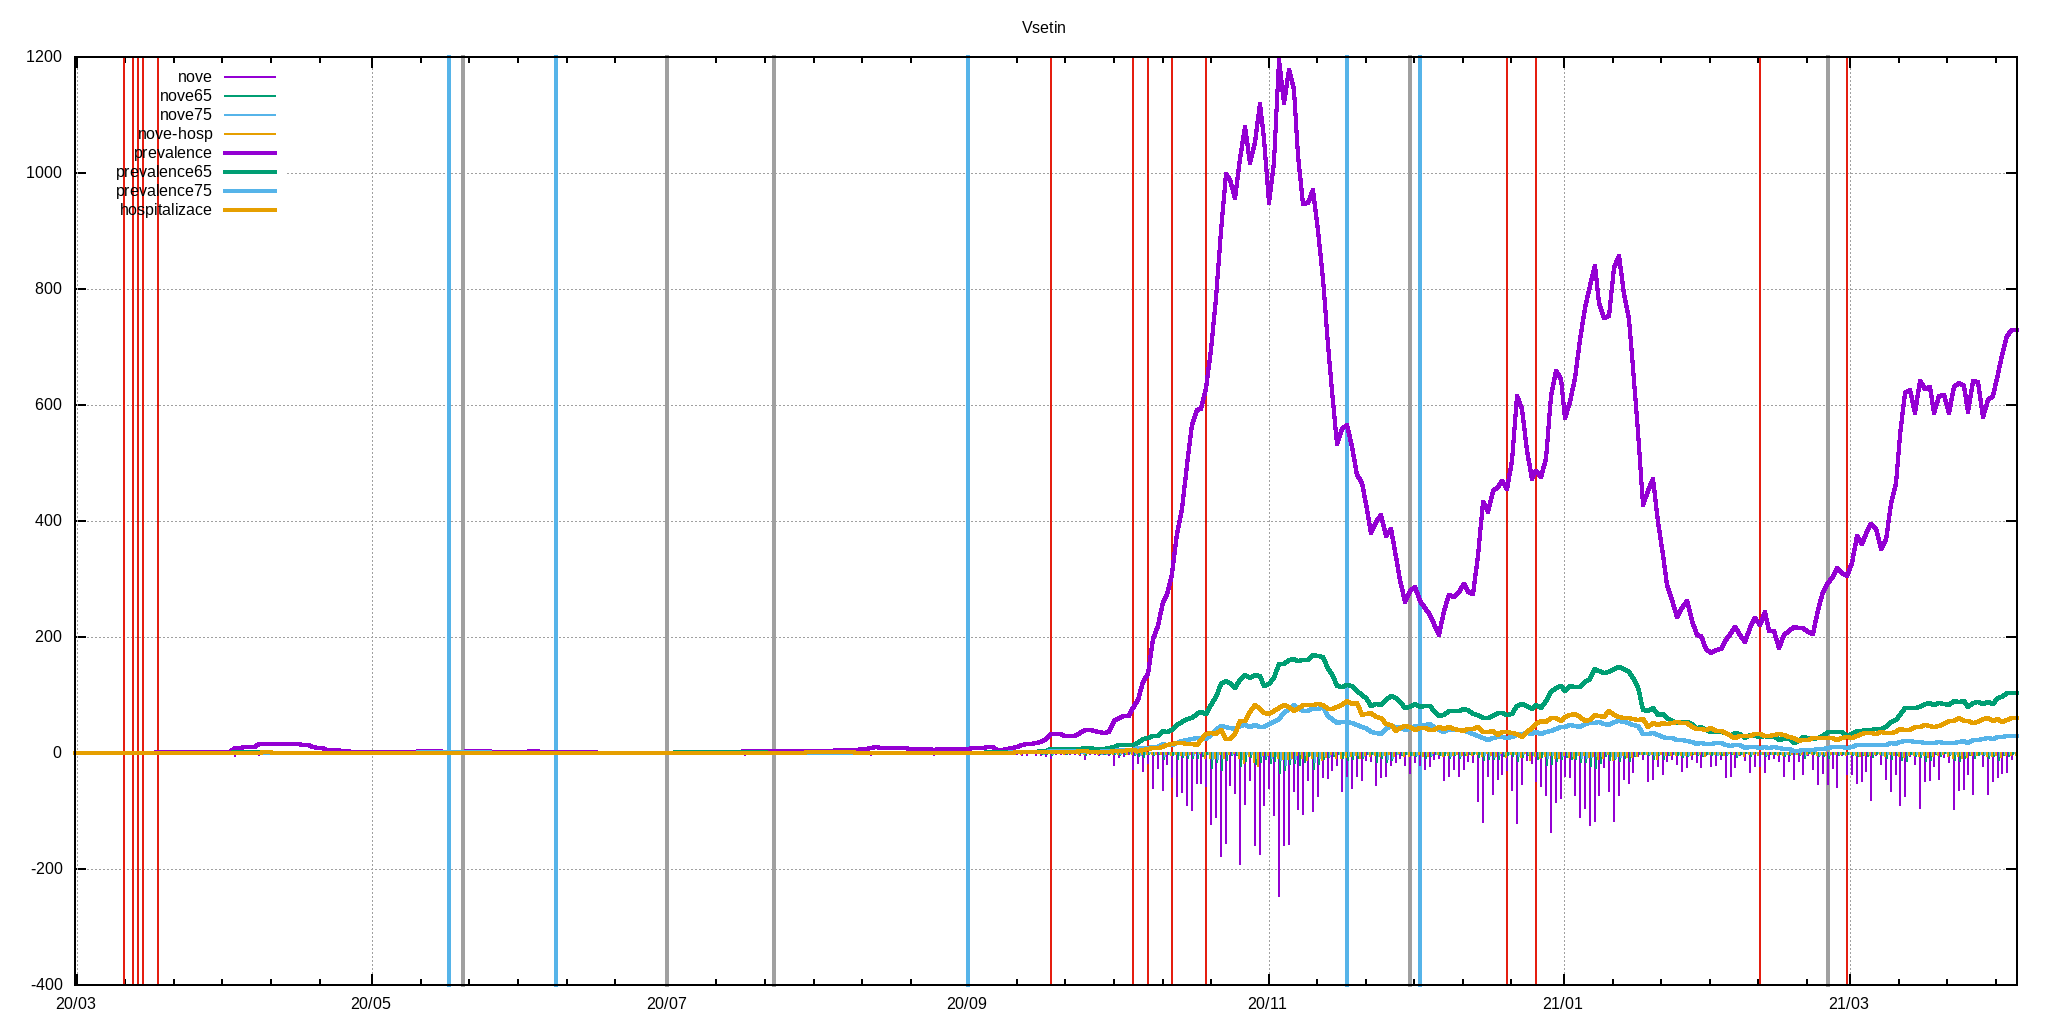 Vsetin
1200
1000
800
600
400
200
0
-200
-400
nove
nove65
nove75
nove-hosp
prevalence
prevalence65
prevalence75
hospitalizace
20/03
20/05
20/07
20/09
20/11
21/01
21/03